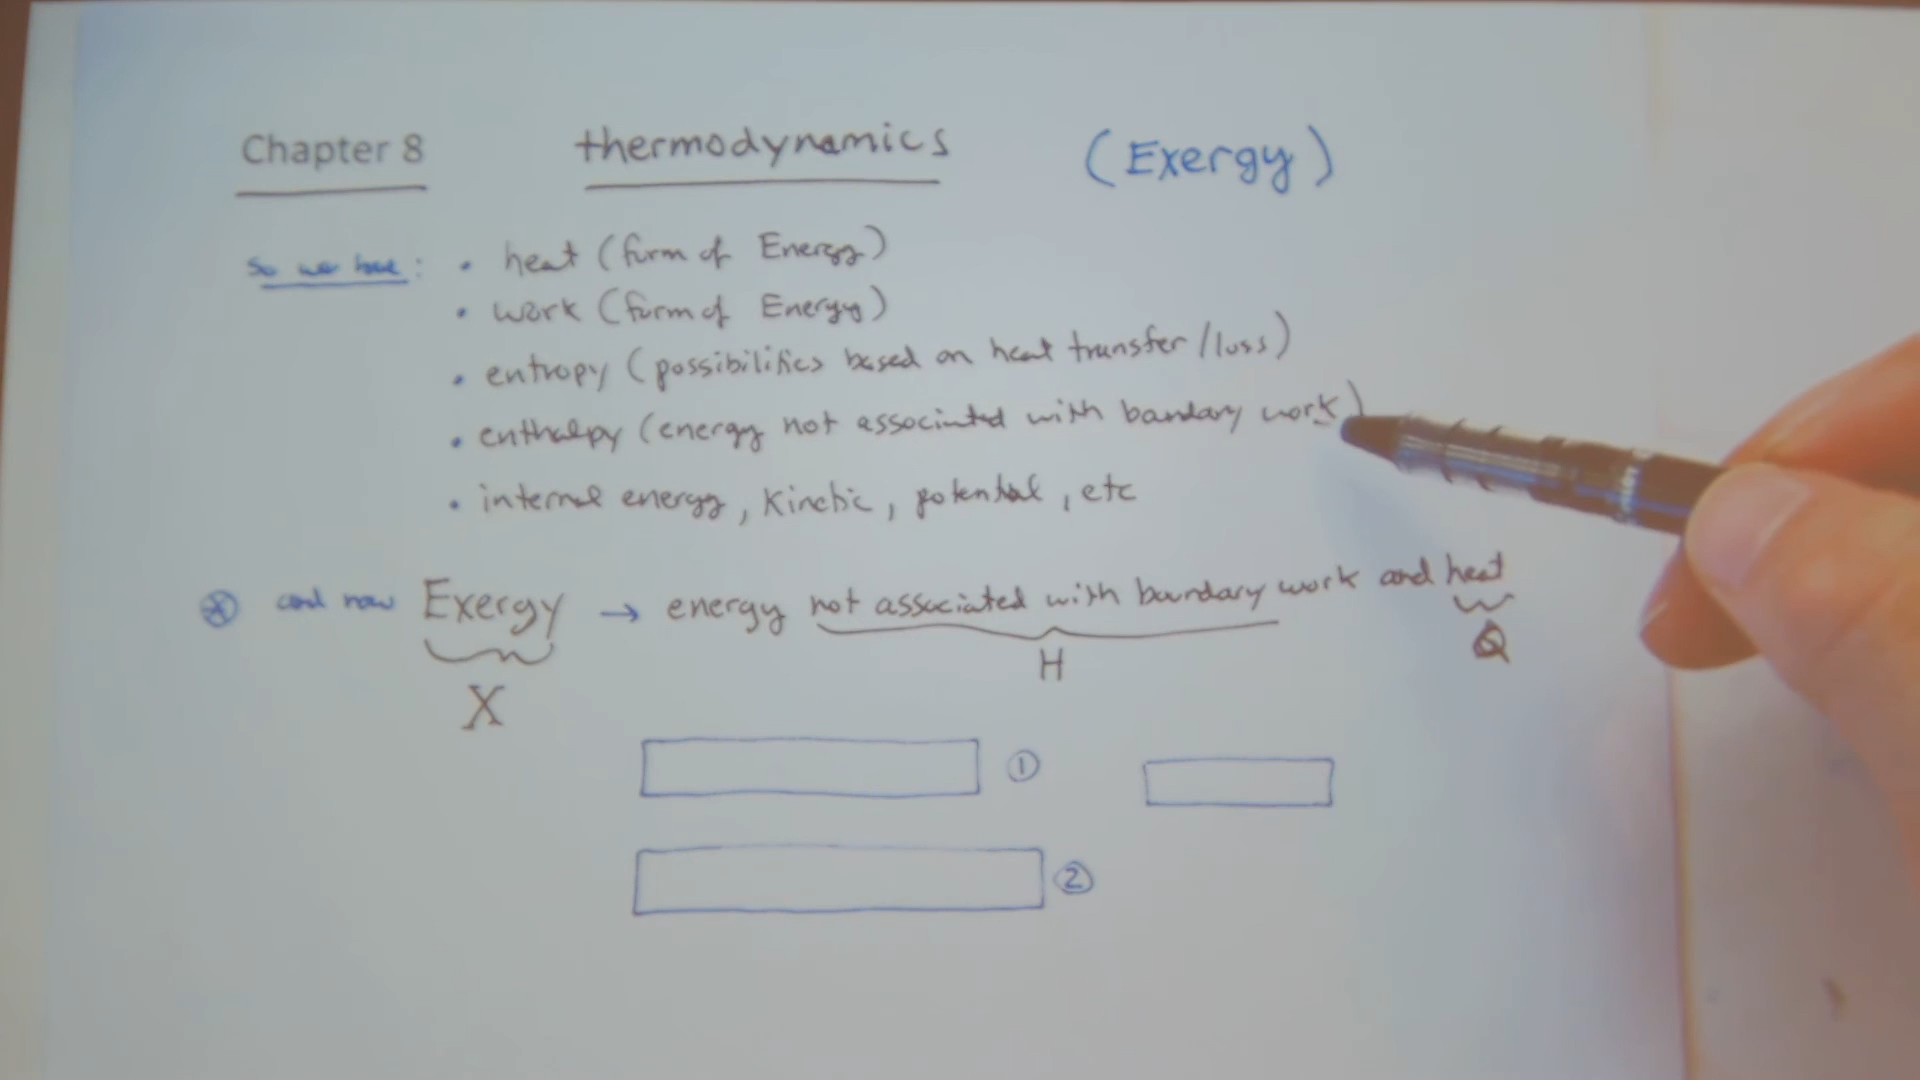 Chapter 8 thermodynamics (Exergy)
So we have : • heat (form of Energy)
• work (form of Energy)
• entropy (possibilities based on heat transfer/loss)
• enthalpy (energy not associated with bandary work)
• internal energy, Kinetic, potential, etc
and now Exergy → energy not associated with boundary work and heat
H Q
X
1
2